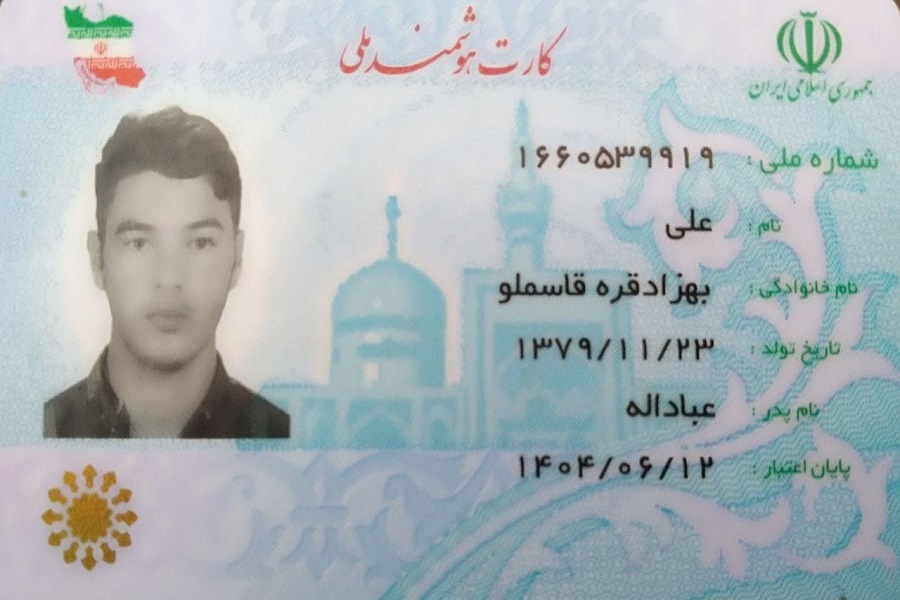 کارت هوشمند ملی
جمهوری اسلامی ایران
شماره ملی : ۱۶۶۰۵۳۹۹۱۹
نام : علی
نام خانوادگی : بهزادقره قاسملو
تاریخ تولد : ۱۳۷۹/۱۱/۲۳
نام پدر : عباداله
پایان اعتبار : ۱۴۰۴/۰۶/۱۲